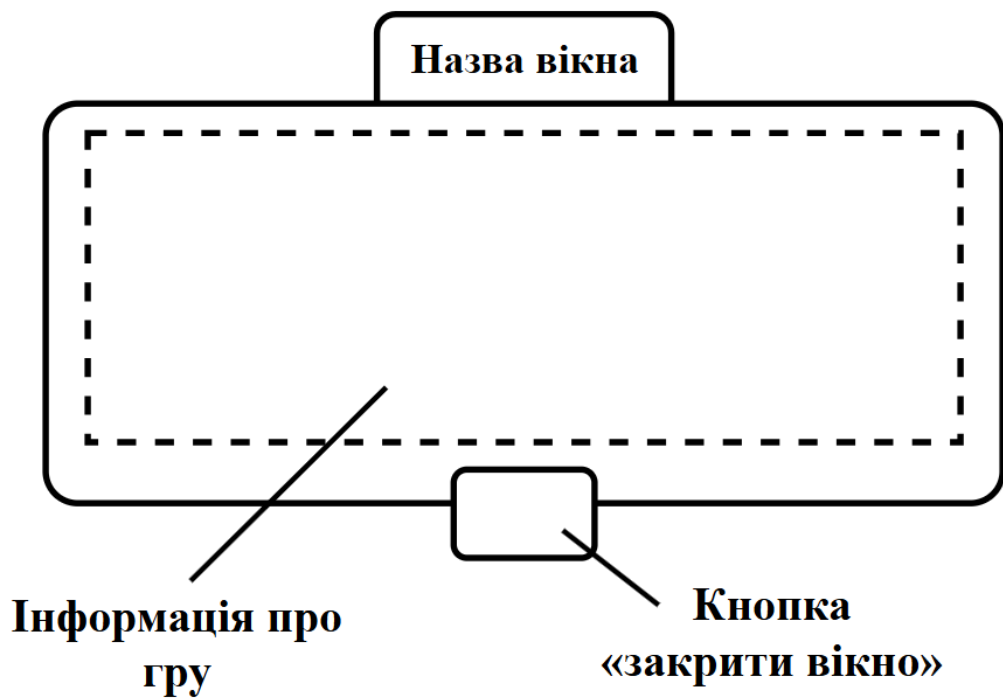 Назва вікна
Інформація про
гру
Кнопка
«закрити вікно»